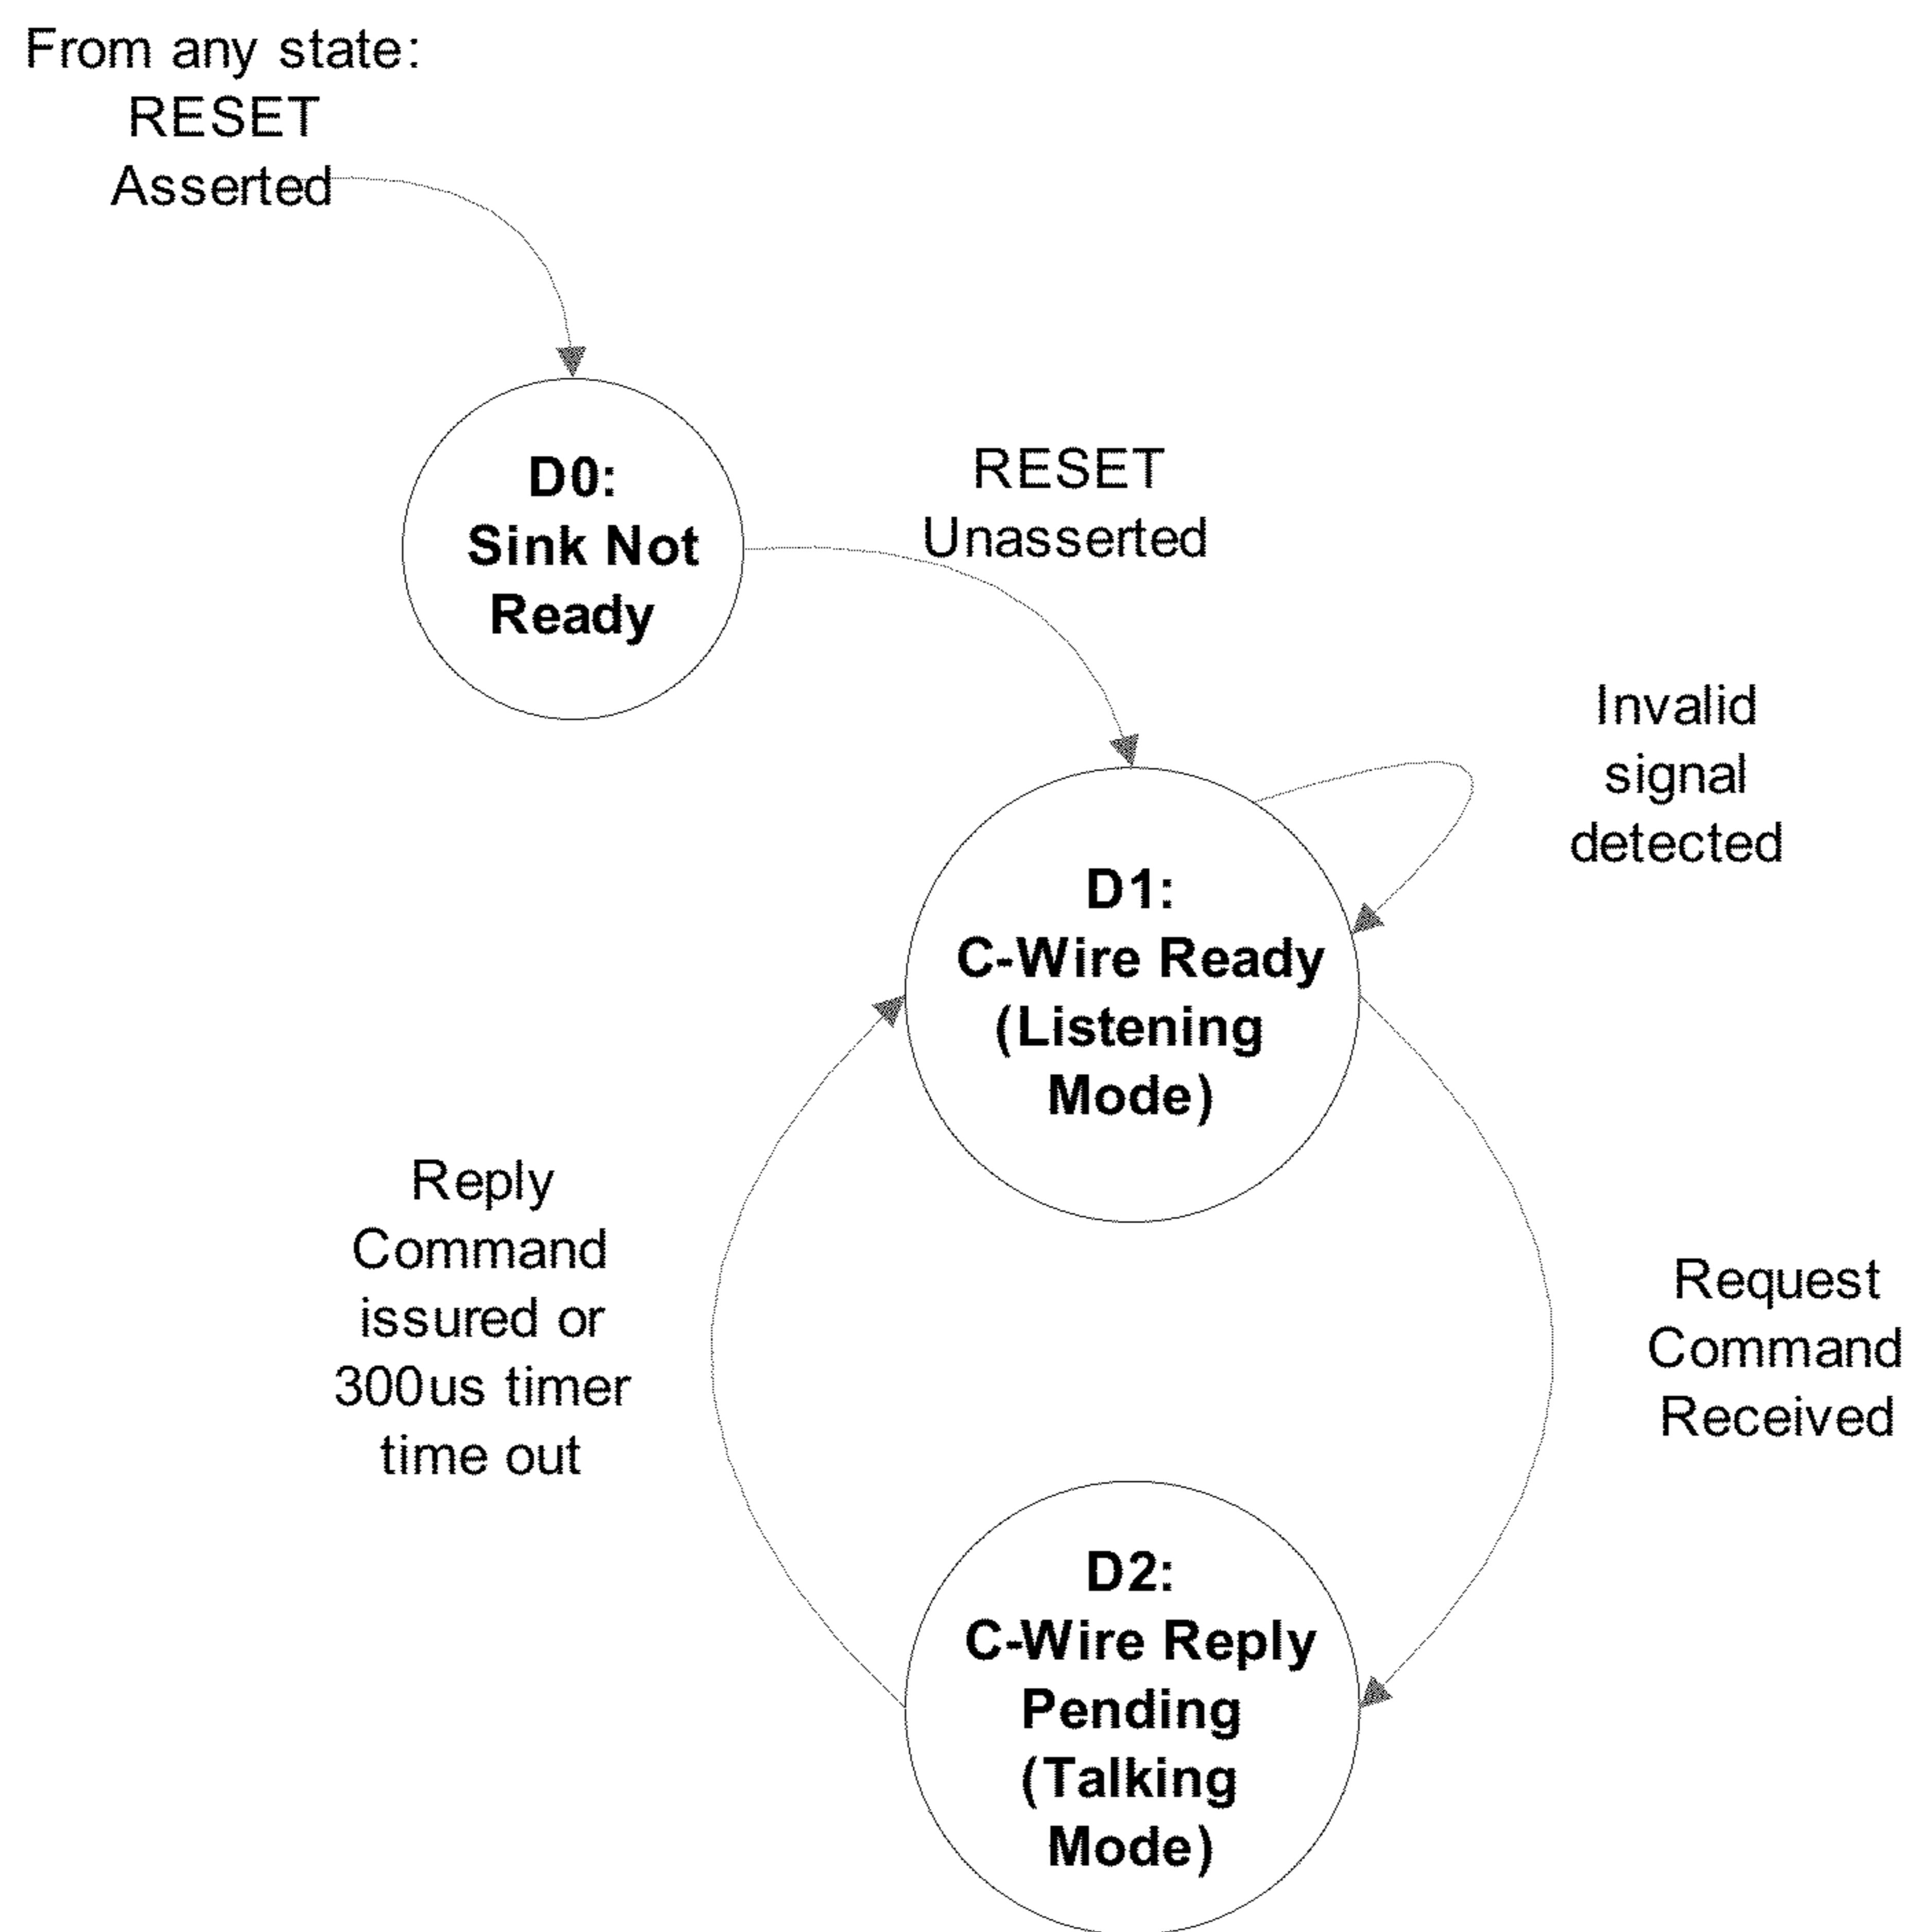 From any state:
RESET
Asserted
D0:
Sink Not
Ready
RESET
Unasserted
Invalid
signal
detected
D1:
C-Wire Ready
(Listening
Mode)
Reply
Command
issured or
300us timer
time out
Request
Command
Received
D2:
C-Wire Reply
Pending
(Talking
Mode)